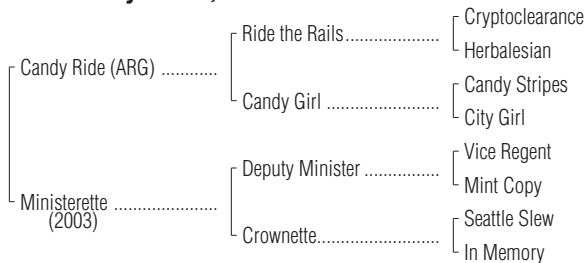 Cryptoclearance
Ride the Rails
Herbalesian
Candy Ride (ARG)
Candy Stripes
Candy Girl
City Girl
Vice Regent
Deputy Minister
Mint Copy
Ministerette
(2003)
Seattle Slew
Crownette
In Memory